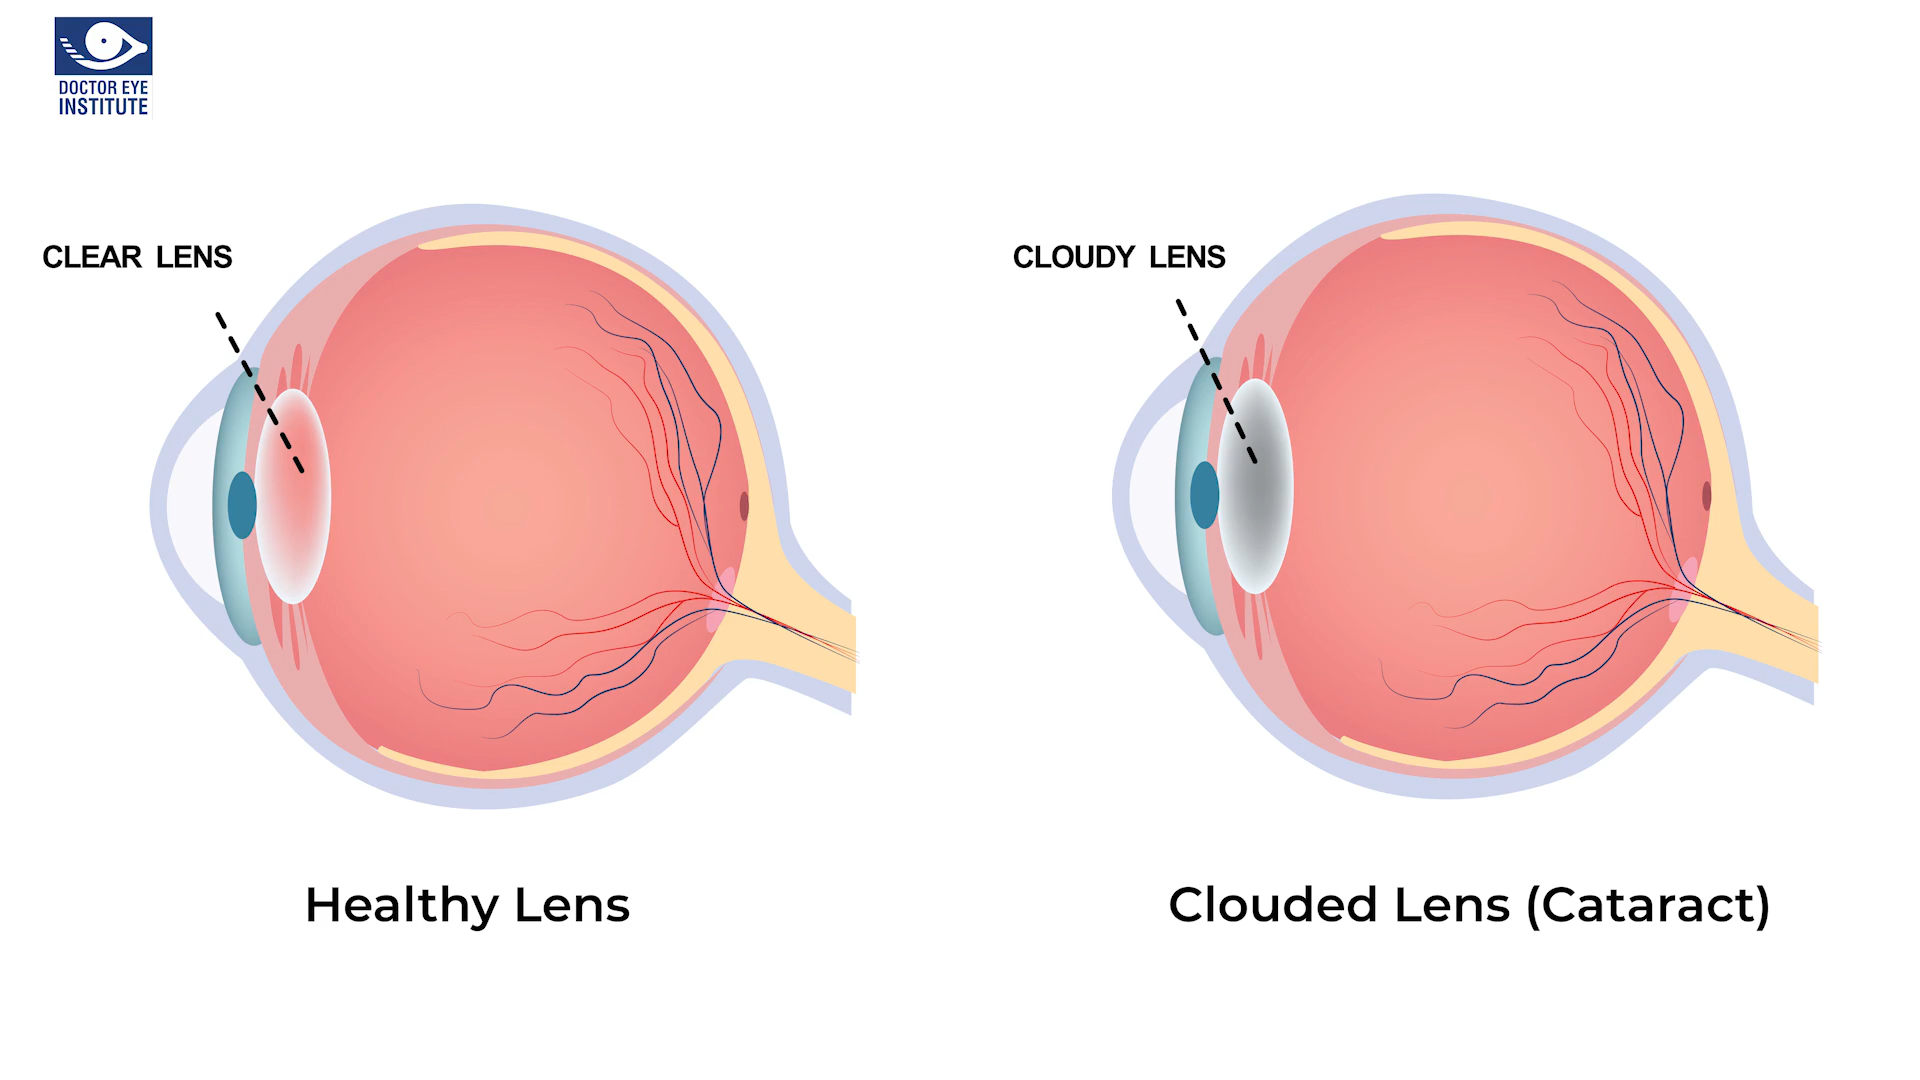 DOCTOR EYE
INSTITUTE
CLEAR LENS
CLOUDY LENS
Healthy Lens
Clouded Lens (Cataract)